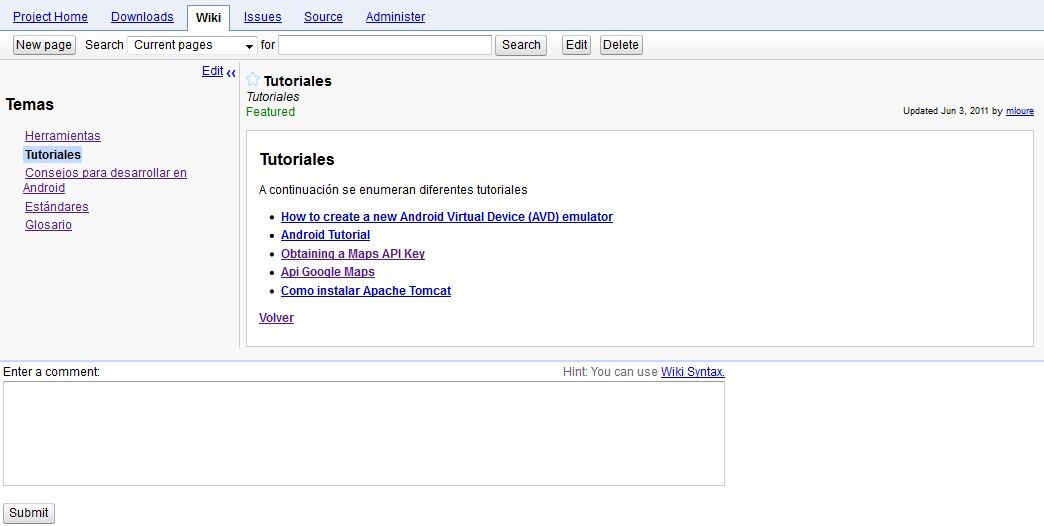 Project Home Downloads Wiki Issues Source Administer
New page Search Current pages for Search Edit Delete
Edit ‹‹
Temas
Herramientas
Tutoriales
Consejos para desarrollar en
Android
Estándares
Glosario
Tutoriales
Tutoriales
Featured
Updated Jun 3, 2011 by mloure
Tutoriales
A continuación se enumeran diferentes tutoriales
How to create a new Android Virtual Device (AVD) emulator
Android Tutorial
Obtaining a Maps API Key
Api Google Maps
Como instalar Apache Tomcat
Volver
Enter a comment: Hint: You can use Wiki Syntax.
Submit